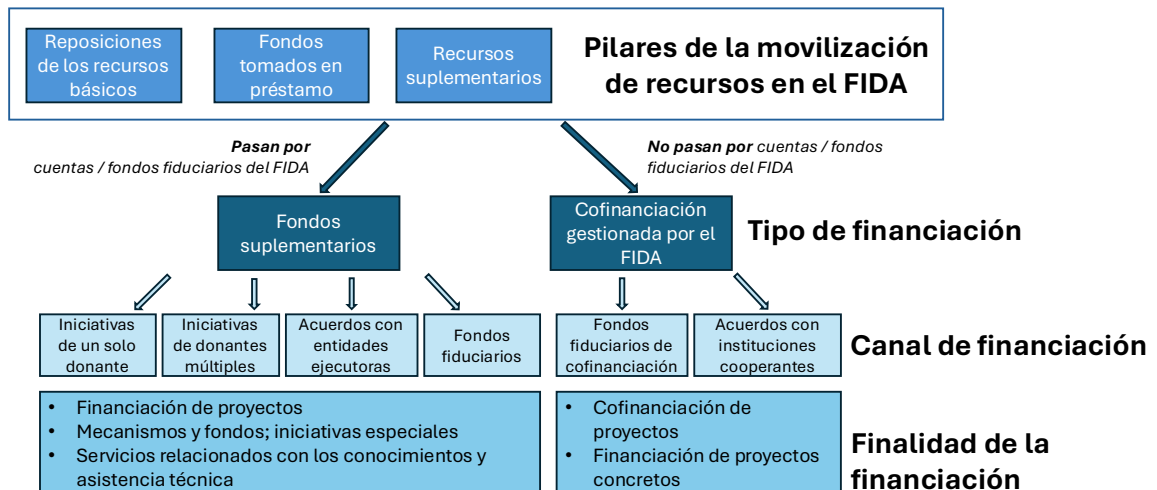 Reposiciones
de los recursos
básicos
Fondos
tomados en
préstamo
Recursos
suplementarios
Pilares de la movilización
de recursos en el FIDA
Pasan por
cuentas / fondos fiduciarios del FIDA
No pasan por cuentas / fondos
fiduciarios del FIDA
Fondos
suplementarios
Cofinanciación
gestionada por el
FIDA
Tipo de financiación
Iniciativas
de un solo
donante
Iniciativas
de donantes
múltiples
Acuerdos con
entidades
ejecutoras
Fondos
fiduciarios
Fondos
fiduciarios de
cofinanciación
Acuerdos con
instituciones
cooperantes
Canal de financiación
• Financiación de proyectos
• Mecanismos y fondos; iniciativas especiales
• Servicios relacionados con los conocimientos y
asistencia técnica
• Cofinanciación de
proyectos
• Financiación de proyectos
concretos
Finalidad de la
financiación